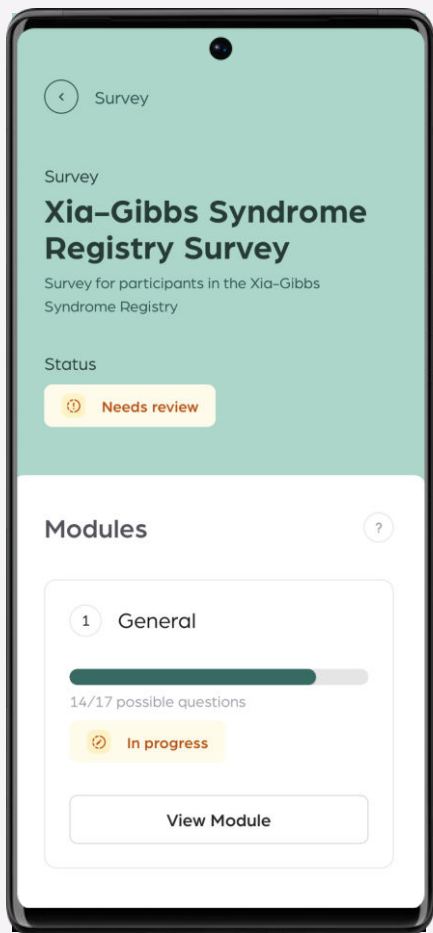 Survey
Survey
Xia-Gibbs Syndrome
Registry Survey
Survey for participants in the Xia-Gibbs
Syndrome Registry
Status
Needs review
Modules
?
1 General
14/17 possible questions
In progress
View Module